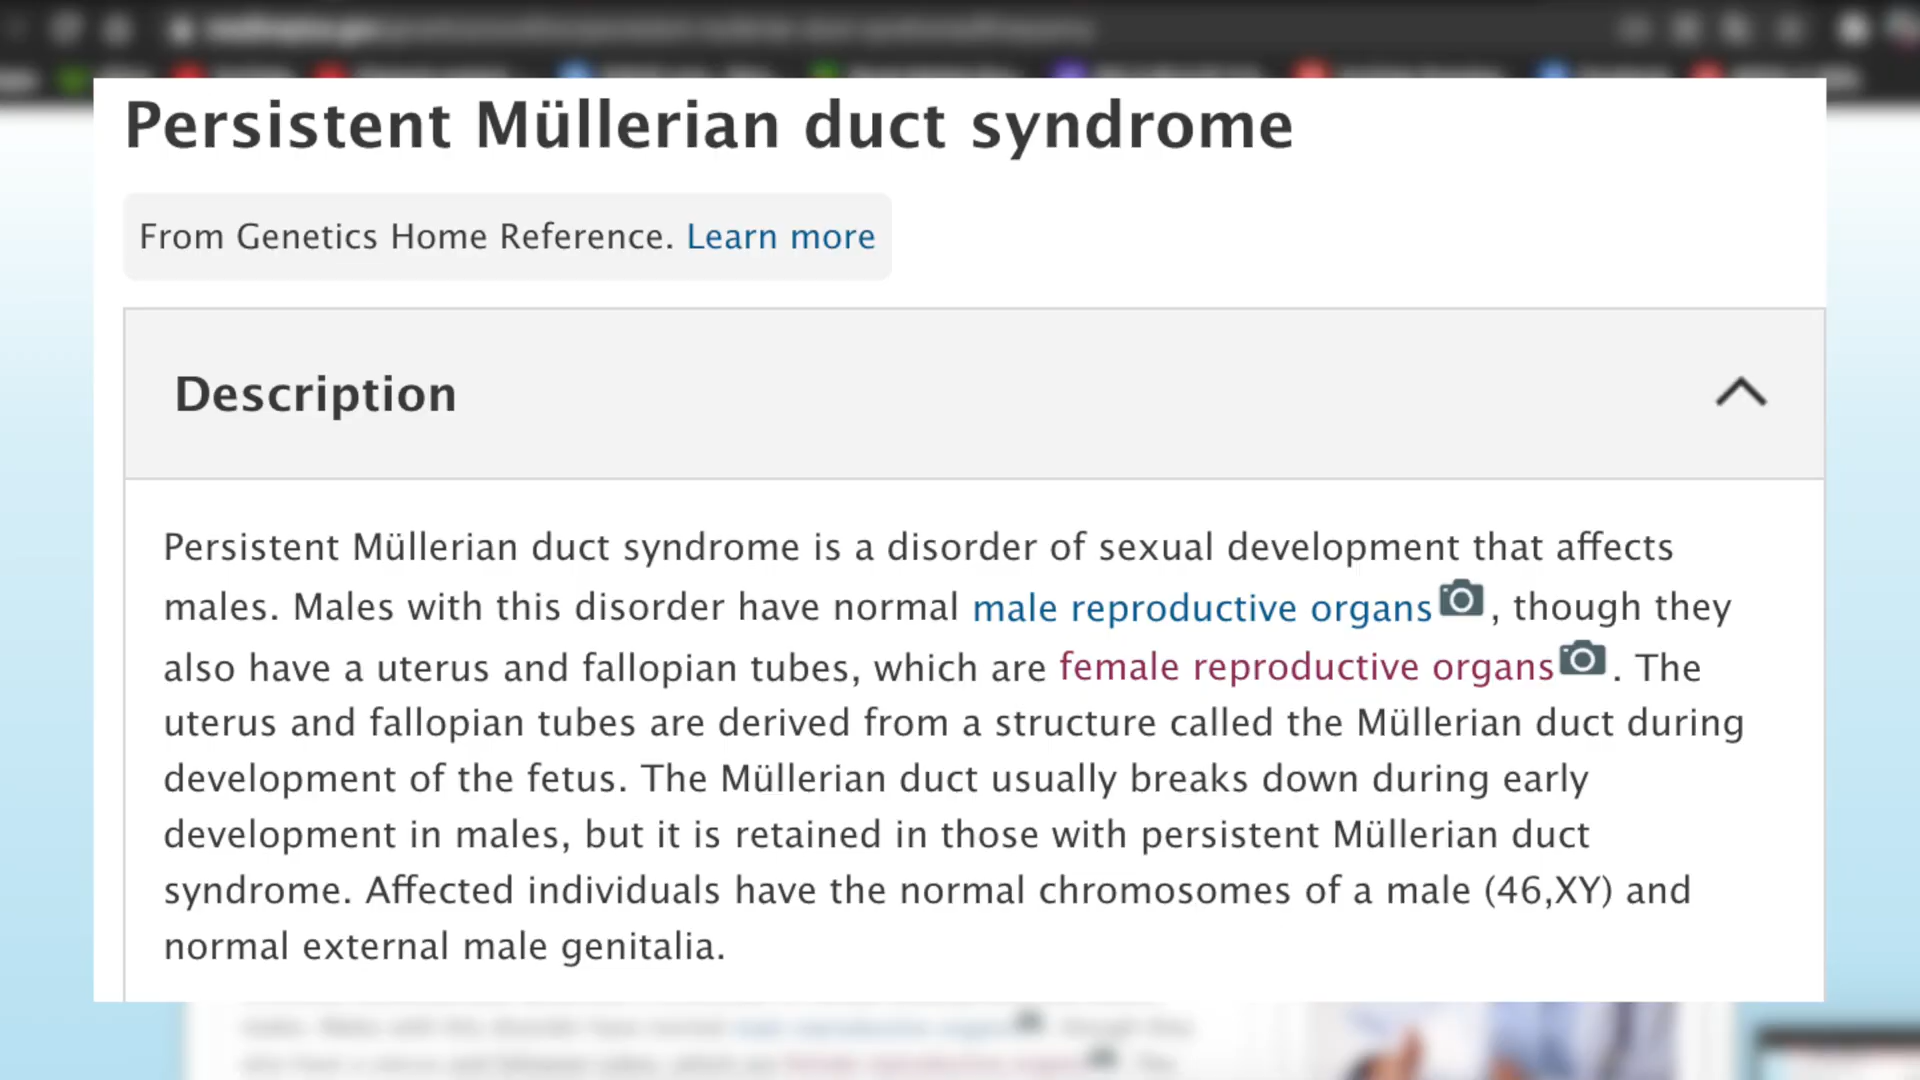 Persistent Müllerian duct syndrome
From Genetics Home Reference. Learn more
Description
Persistent Müllerian duct syndrome is a disorder of sexual development that affects
males. Males with this disorder have normal male reproductive organs, though they
also have a uterus and fallopian tubes, which are female reproductive organs. The
uterus and fallopian tubes are derived from a structure called the Müllerian duct during
development of the fetus. The Müllerian duct usually breaks down during early
development in males, but it is retained in those with persistent Müllerian duct
syndrome. Affected individuals have the normal chromosomes of a male (46,XY) and
normal external male genitalia.